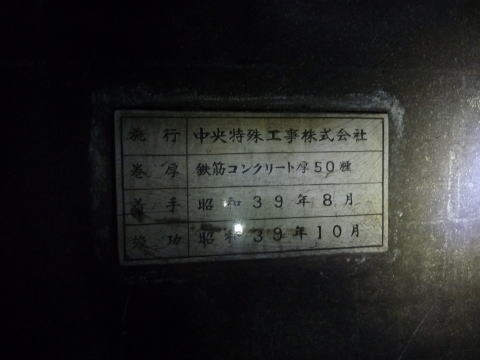 施行 中央特殊工事株式会社
巻厚 鉄筋コンクリート厚50糎
着手 昭和39年8月
竣功 昭和39年10月